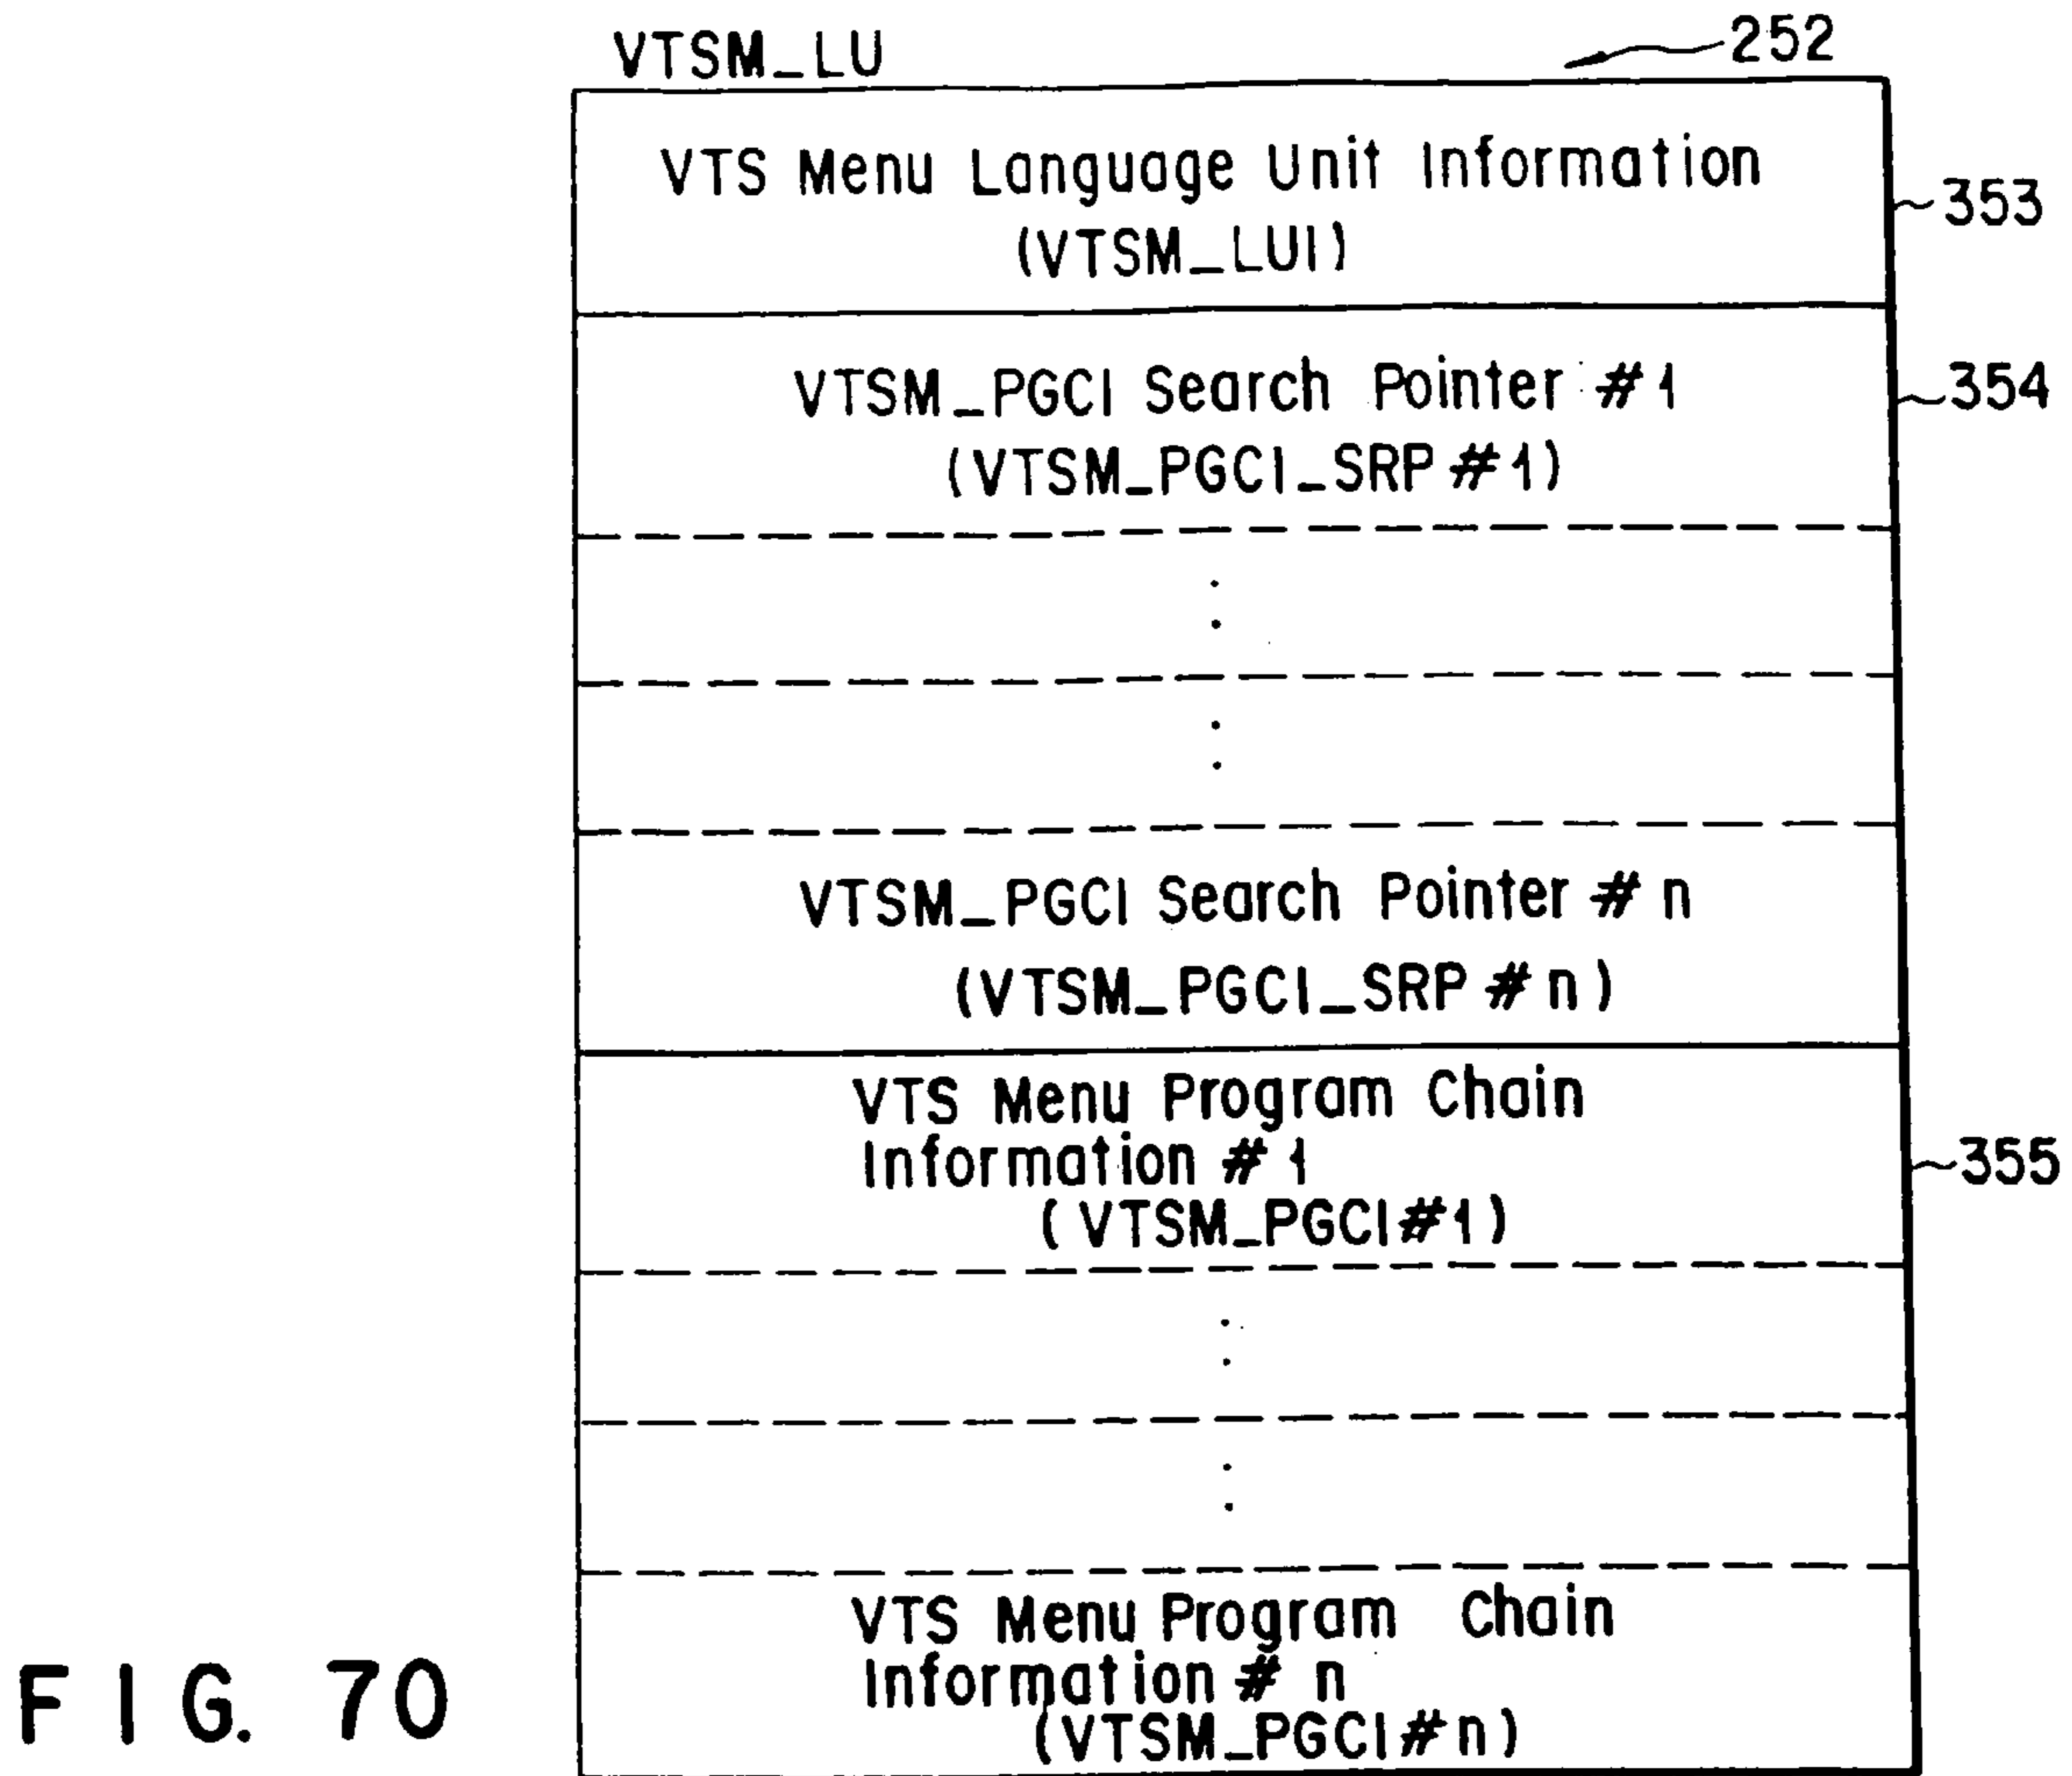 VTSM_LU
252
VTS Menu Language Unit Information
(VTSM_LUI)
353
VTSM_PGCI Search Pointer #1
(VTSM_PGCI_SRP #1)
354
VTSM_PGCI Search Pointer # n
(VTSM_PGCI_SRP # n)
VTS Menu Program Chain
Information # 1
(VTSM_PGCI#1)
355
VTS Menu Program Chain
Information # n
(VTSM_PGCI# n)
FIG. 70